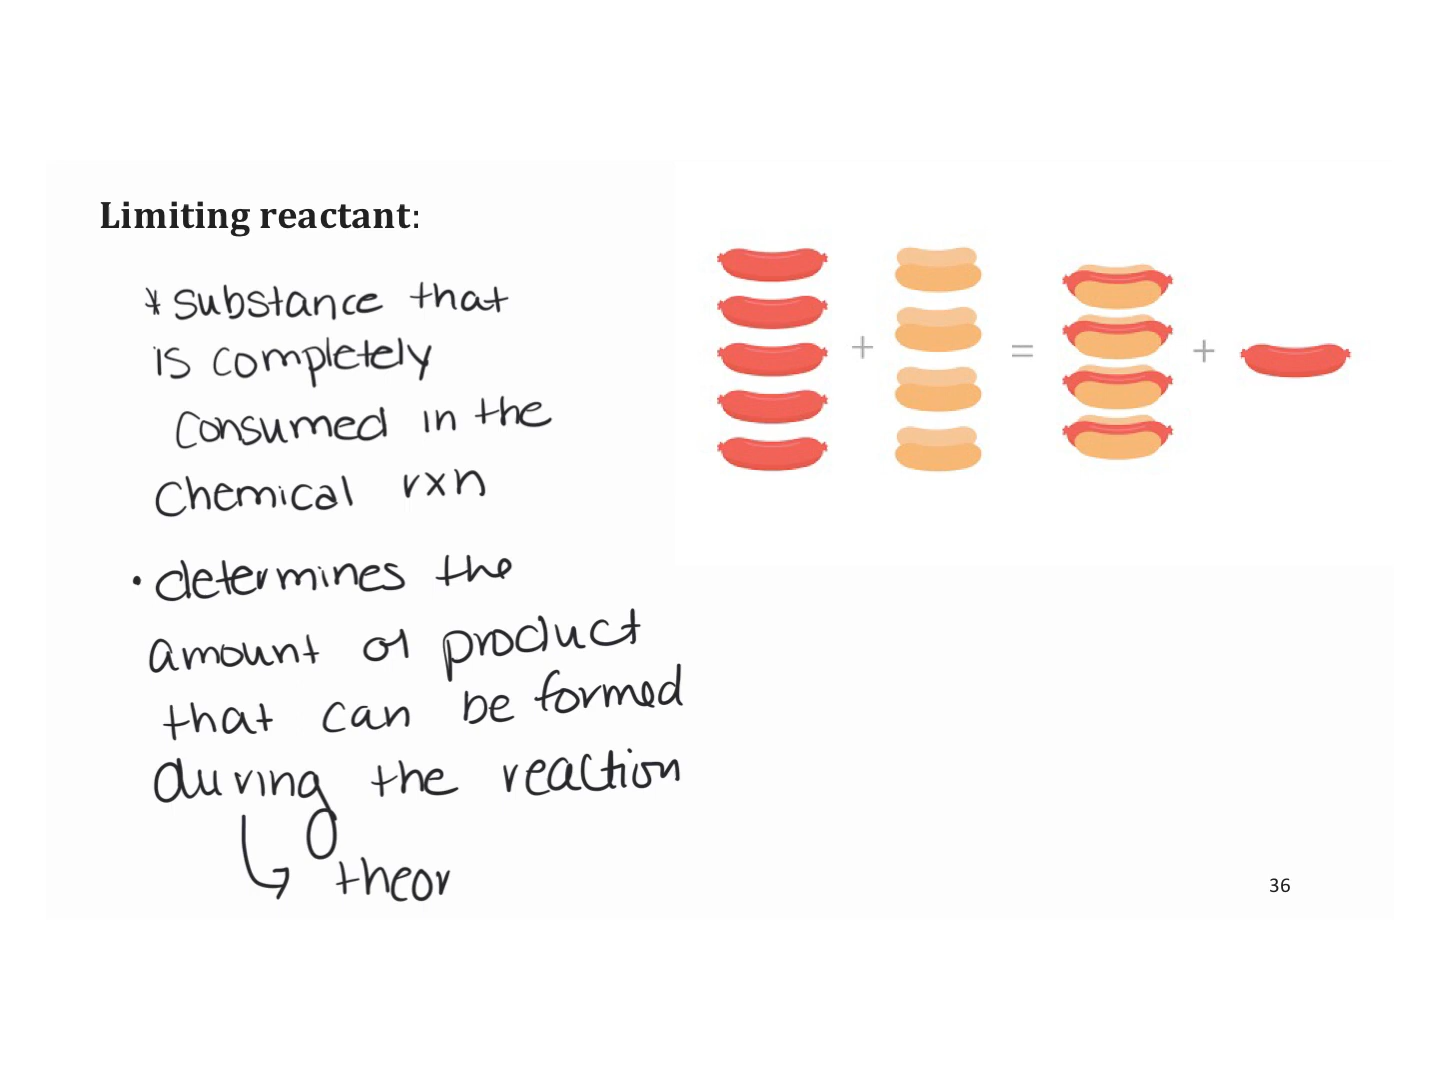 Limiting reactant:
* substance that
is completely
consumed in the
Chemical rxn
• determines the
amount of product
that can be formed
during the reaction
↳ theor
+ = +
36